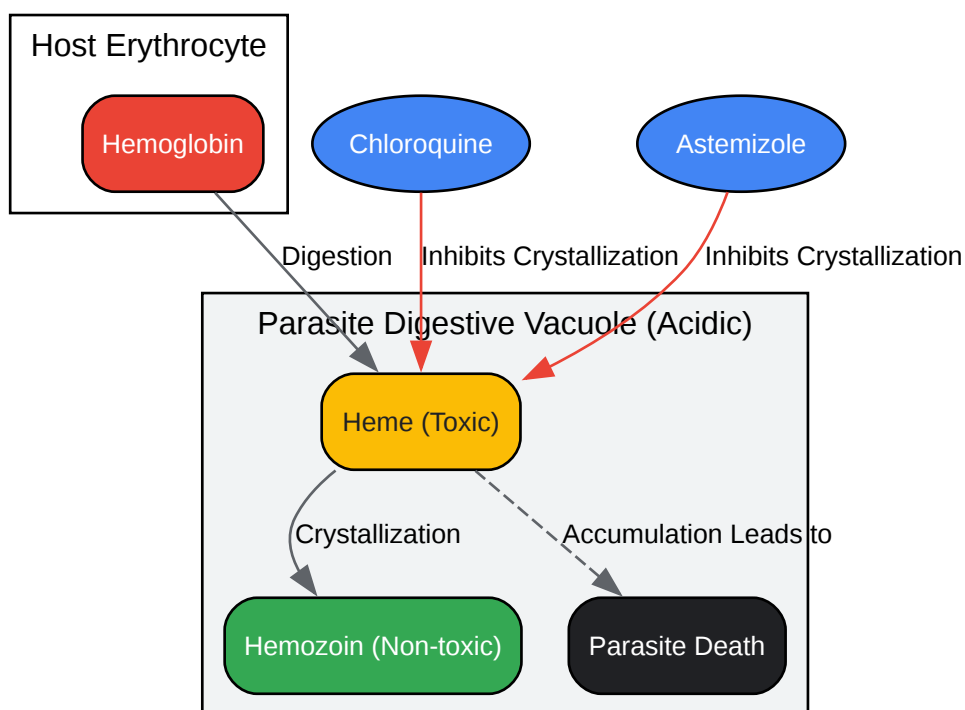 Host Erythrocyte
Hemoglobin
Chloroquine
Astemizole
Digestion
Inhibits Crystallization
Inhibits Crystallization
Parasite Digestive Vacuole (Acidic)
Heme (Toxic)
Crystallization
Accumulation Leads to
Hemozoin (Non-toxic)
Parasite Death